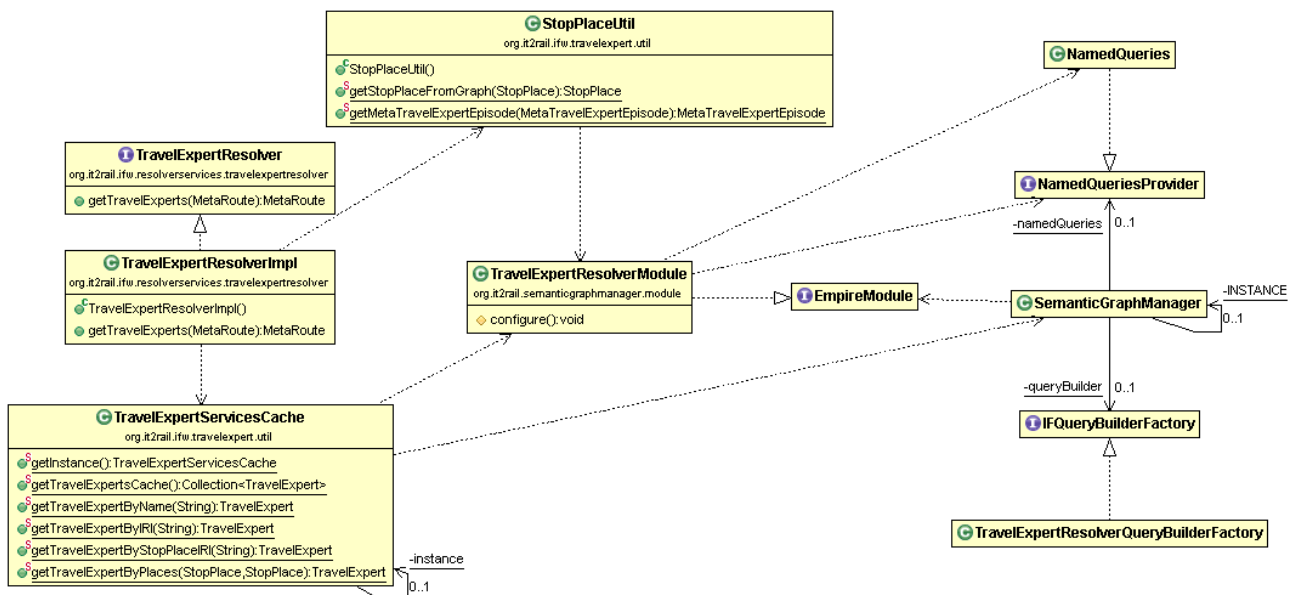 StopPlaceUtil
org.it2rail.ifw.travelexpert.util
StopPlaceUtil()
getStopPlaceFromGraph(StopPlace):StopPlace
getMetaTravelExpertEpisode(MetaTravelExpertEpisode):MetaTravelExpertEpisode
NamedQueries
TravelExpertResolver
org.it2rail.ifw.resolverservices.travelexpertresolver
getTravelExperts(MetaRoute):MetaRoute
NamedQueriesProvider
-namedQueries
0..1
TravelExpertResolverImpl
org.it2rail.ifw.resolverservices.travelexpertresolver
TravelExpertResolverImpl()
getTravelExperts(MetaRoute):MetaRoute
TravelExpertResolverModule
org.it2rail.semanticgraphmanager.module
configure():void
EmpireModule
SemanticGraphManager
-INSTANCE
0..1
-queryBuilder
0..1
IFQueryBuilderFactory
TravelExpertResolverQueryBuilderFactory
TravelExpertServicesCache
org.it2rail.ifw.travelexpert.util
getInstance():TravelExpertServicesCache
getTravelExpertsCache():Collection<TravelExpert>
getTravelExpertByName(String):TravelExpert
getTravelExpertByIRI(String):TravelExpert
getTravelExpertByStopPlaceIRI(String):TravelExpert
getTravelExpertByPlaces(StopPlace,StopPlace):TravelExpert
-instance
0..1